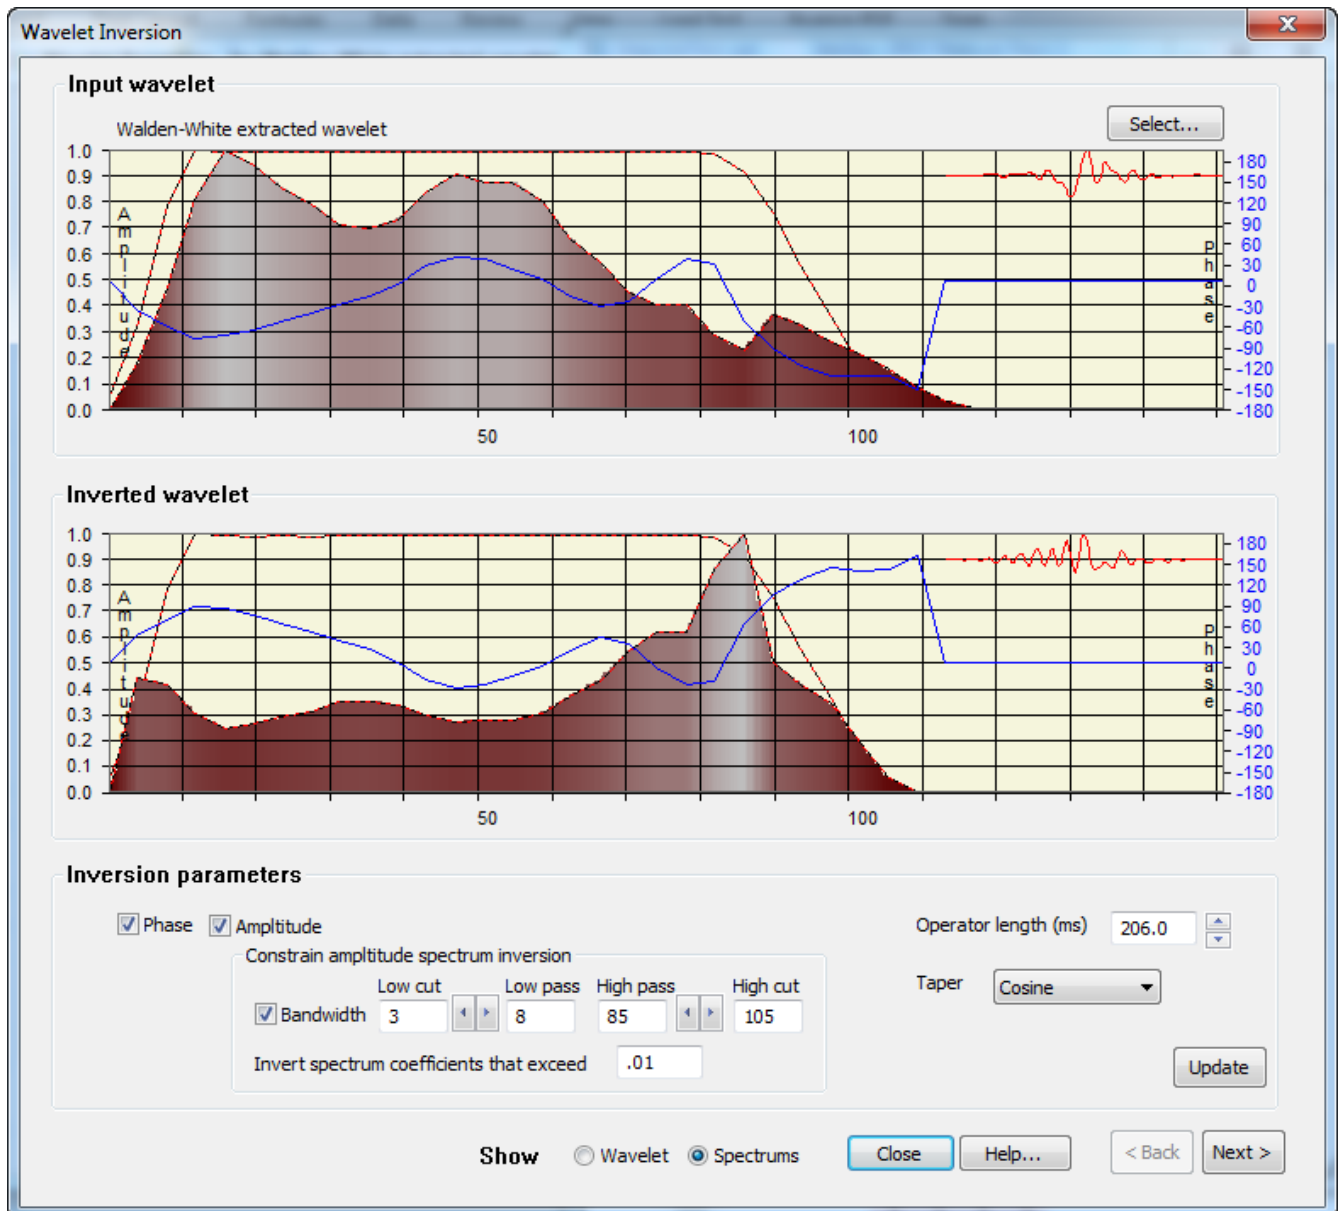 Wavelet Inversion
Input wavelet
Walden-White extracted wavelet
Select...
1.0
0.9
0.8
0.7
0.6
0.5
0.4
0.3
0.2
0.1
0.0
Amplitude
Phase
180
150
120
90
60
30
0
-30
-60
-90
-120
-150
-180
50 100
Inverted wavelet
1.0
0.9
0.8
0.7
0.6
0.5
0.4
0.3
0.2
0.1
0.0
Amplitude
Phase
180
150
120
90
60
30
0
-30
-60
-90
-120
-150
-180
50 100
Inversion parameters
Phase Ampltitude
Operator length (ms) 206.0
Constrain ampltitude spectrum inversion
Low cut Low pass High pass High cut
Taper Cosine
Bandwidth 3 8 85 105
Invert spectrum coefficients that exceed .01
Update
Show Wavelet Spectrums Close Help... < Back Next >